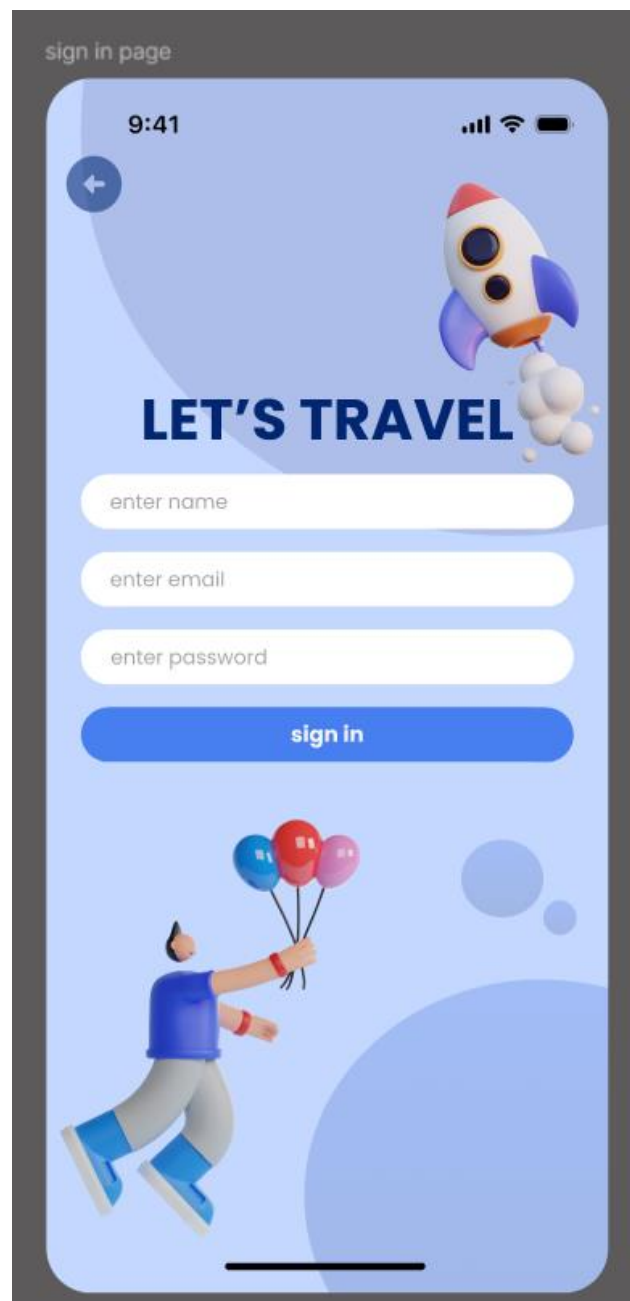 sign in page
9:41
LET’S TRAVEL
enter name
enter email
enter password
sign in